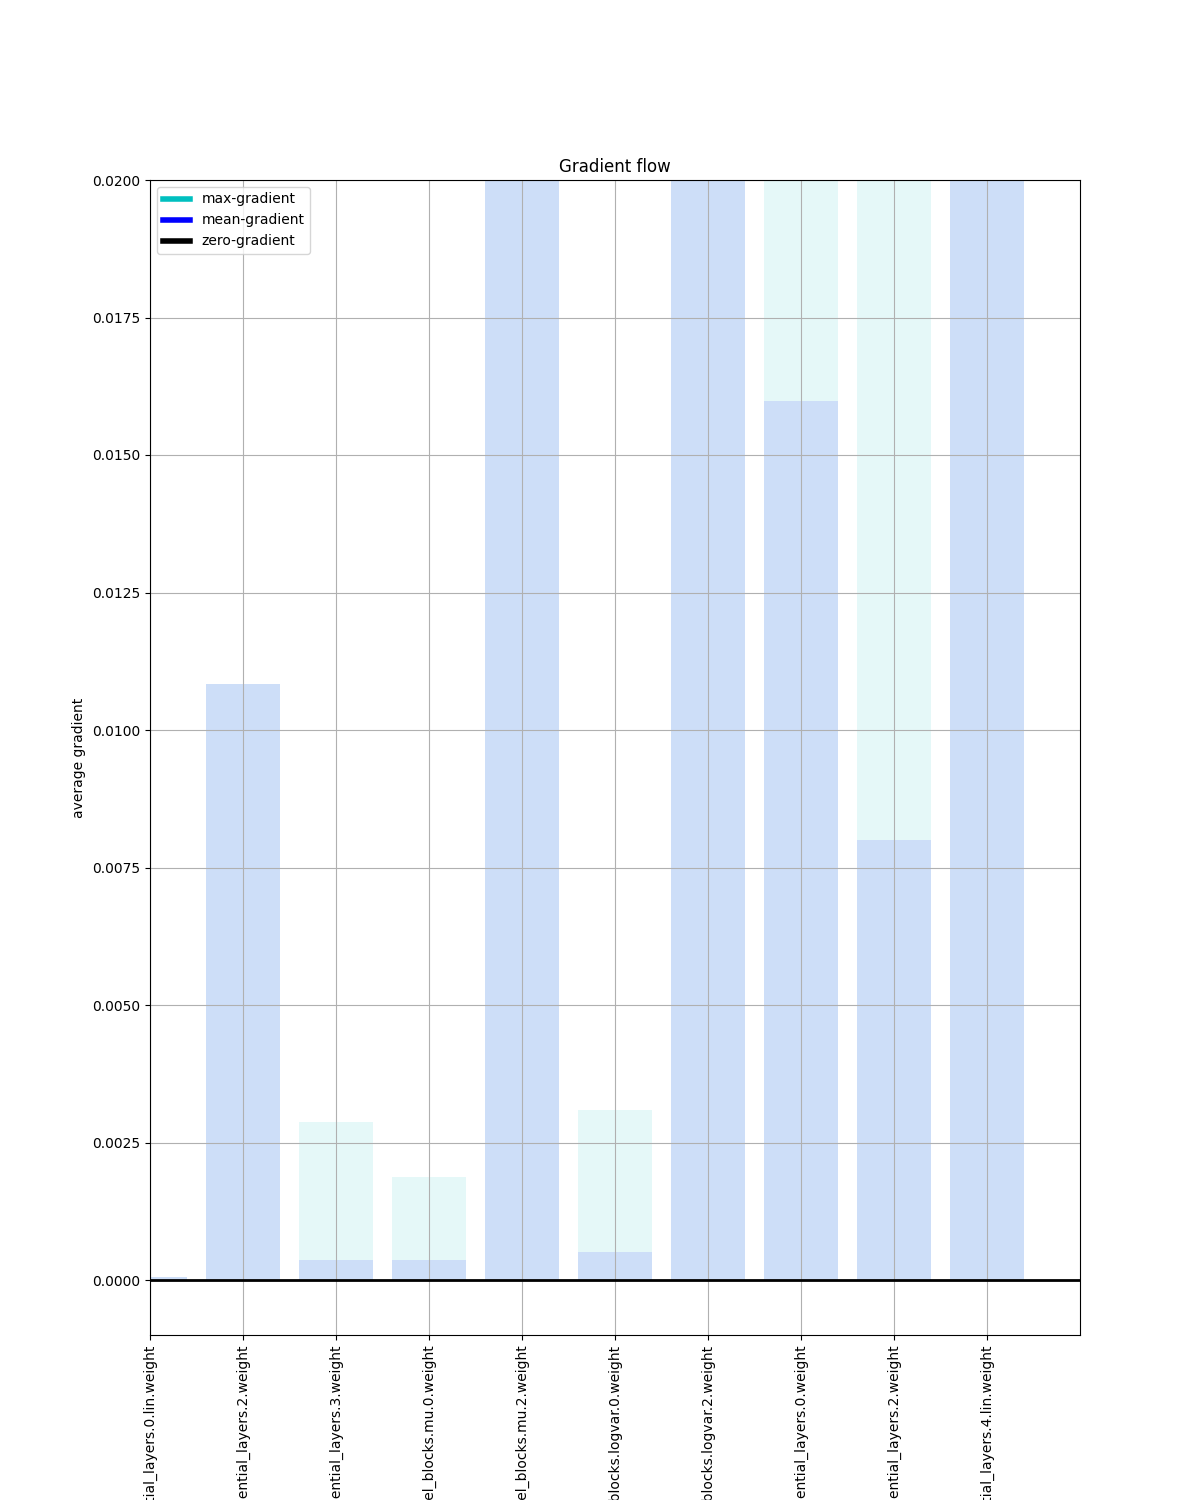 Gradient flow
max-gradient
mean-gradient
zero-gradient
0.0200
0.0175
0.0150
0.0125
0.0100
0.0075
0.0050
0.0025
0.0000
average gradient
tial_layers.0.lin.weight
ential_layers.2.weight
ential_layers.3.weight
el_blocks.mu.0.weight
el_blocks.mu.2.weight
blocks.logvar.0.weight
blocks.logvar.2.weight
ential_layers.0.weight
ential_layers.2.weight
tial_layers.4.lin.weight